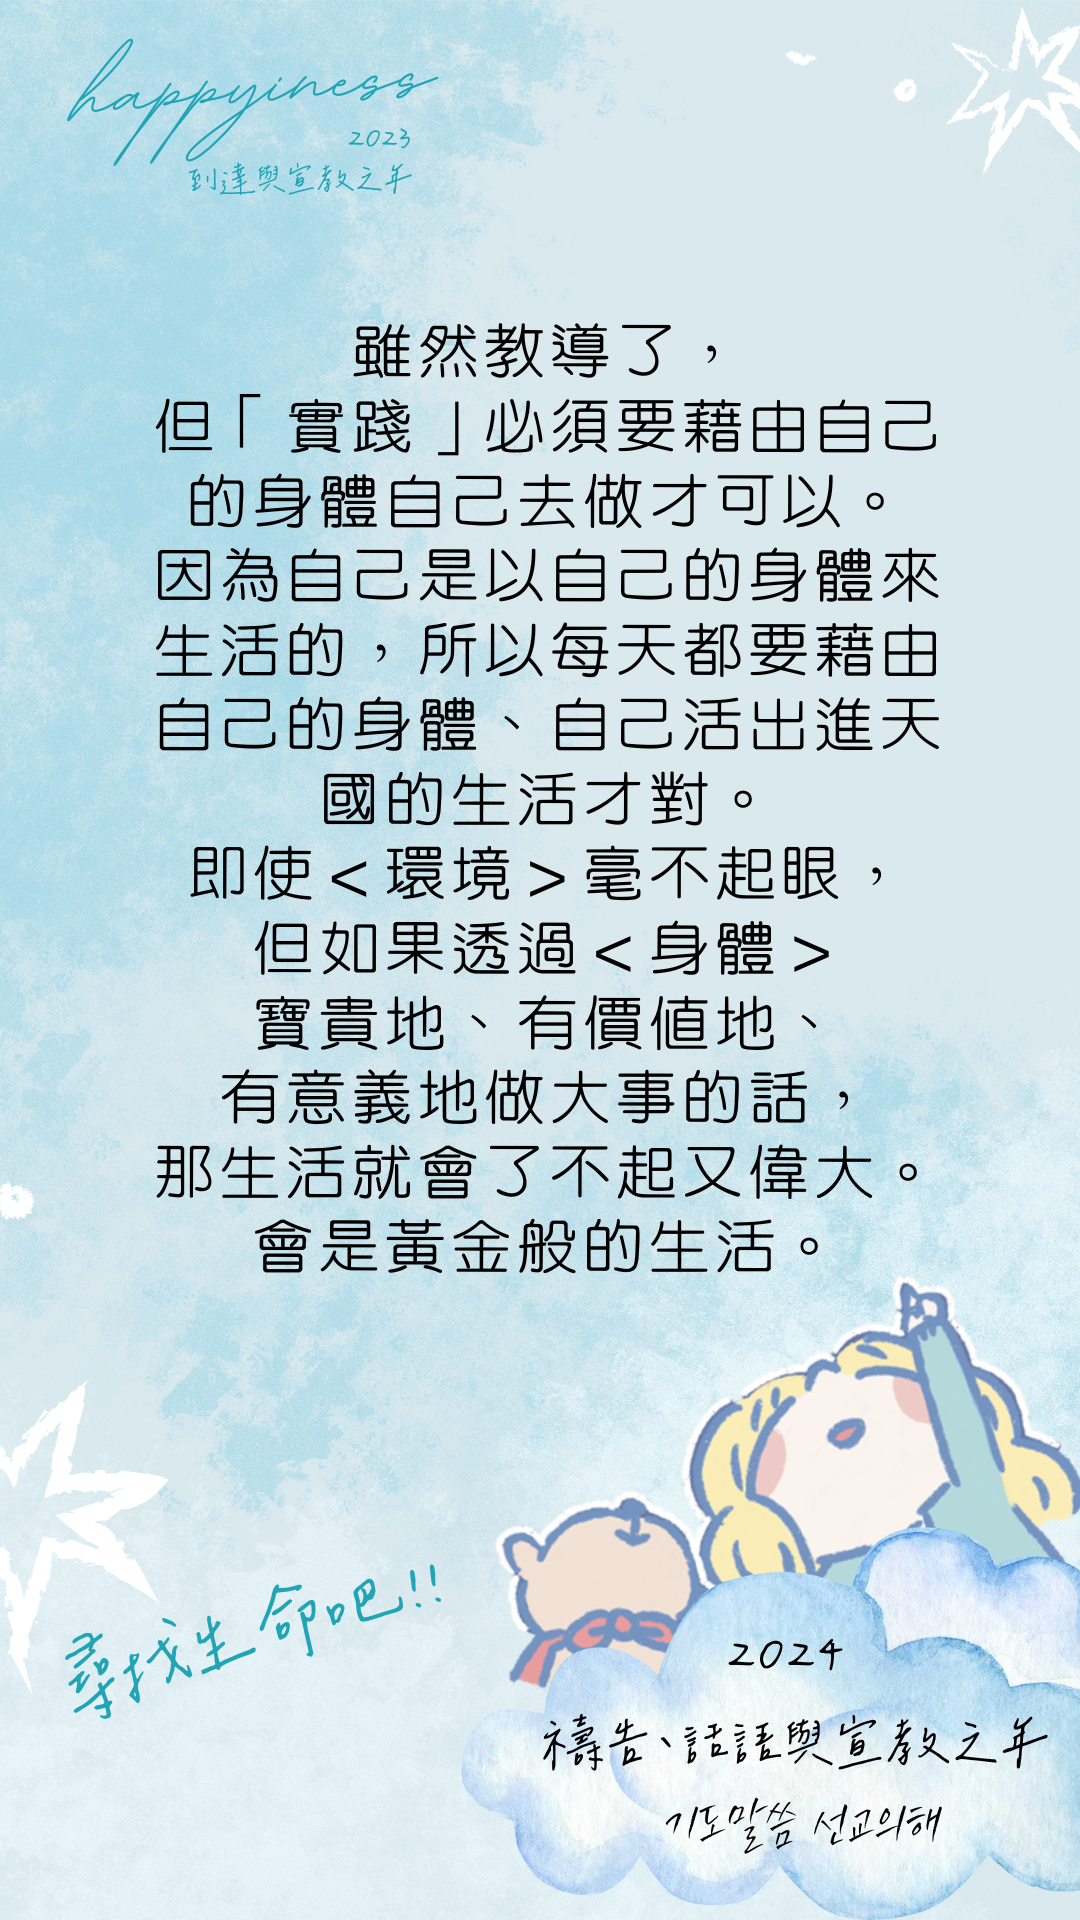 happyiness
2023
到達與宣教之年
雖然教導了，
但「 實踐 」必須要藉由自己
的身體自己去做才可以。
因為自己是以自己的身體來
生活的，所以每天都要藉由
自己的身體、自己活出進天
國的生活才對。
即使＜環境＞毫不起眼，
但如果透過＜身體＞
寶貴地、有價值地、
有意義地做大事的話，
那生活就會了不起又偉大。
會是黃金般的生活。
尋找生命吧!!
2024
禱告、話語與宣教之年
기도말씀 선교의해